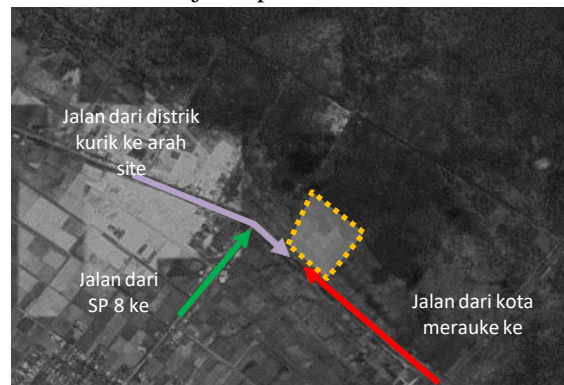 Jalan dari distrik
kurik ke arah
site
Jalan dari
SP 8 ke
Jalan dari kota
merauke ke